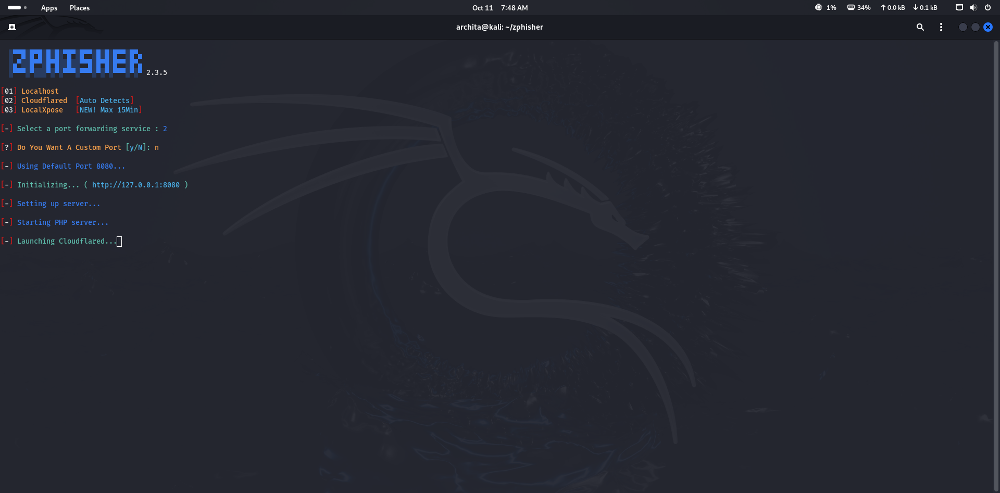 Apps Places Oct 11 7:48 AM 1% 34% 0.0 kB 0.1 kB
archita@kali: ~/zphisher
ZPHISHER 2.3.5
[01] Localhost
[02] Cloudflared [Auto Detects]
[03] LocalXpose [NEW! Max 15Min]
[-] Select a port forwarding service : 2
[?] Do You Want A Custom Port [y/N]: n
[-] Using Default Port 8080...
[-] Initializing... ( http://127.0.0.1:8080 )
[-] Setting up server...
[-] Starting PHP server...
[-] Launching Cloudflared...